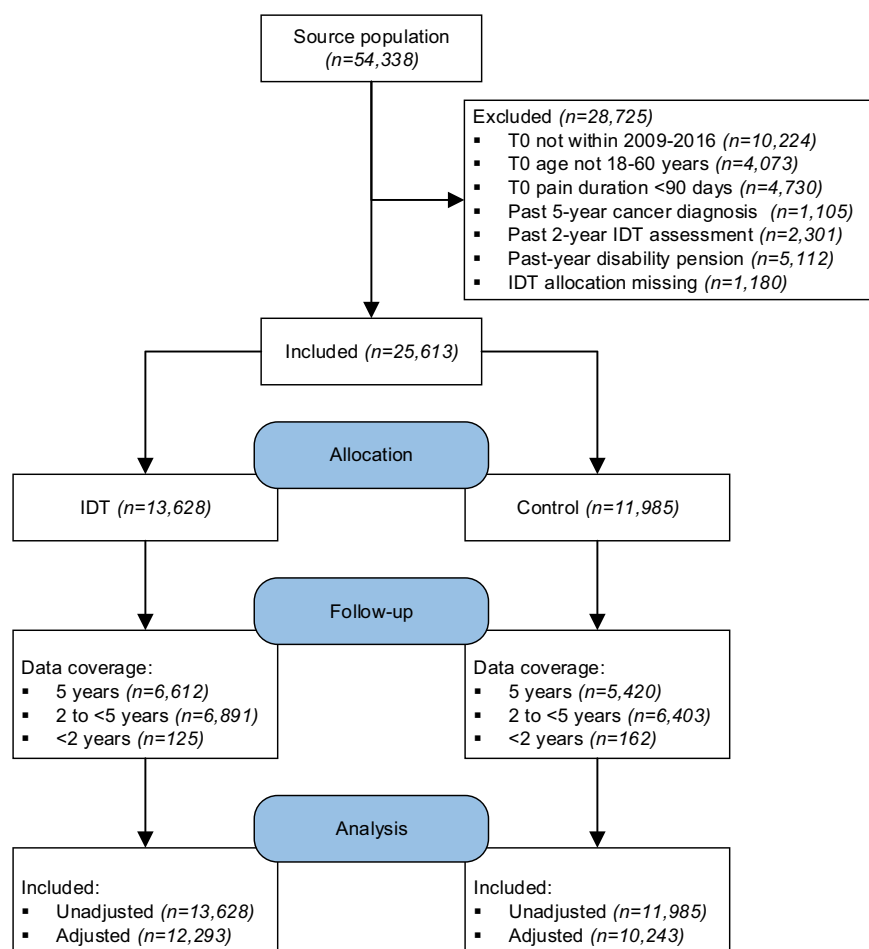 Source population
(n=54,338)
Excluded (n=28,725)
▪ T0 not within 2009-2016 (n=10,224)
▪ T0 age not 18-60 years (n=4,073)
▪ T0 pain duration <90 days (n=4,730)
▪ Past 5-year cancer diagnosis (n=1,105)
▪ Past 2-year IDT assessment (n=2,301)
▪ Past-year disability pension (n=5,112)
▪ IDT allocation missing (n=1,180)
Included (n=25,613)
Allocation
IDT (n=13,628)
Control (n=11,985)
Follow-up
Data coverage:
▪ 5 years (n=6,612)
▪ 2 to <5 years (n=6,891)
▪ <2 years (n=125)
Data coverage:
▪ 5 years (n=5,420)
▪ 2 to <5 years (n=6,403)
▪ <2 years (n=162)
Analysis
Included:
▪ Unadjusted (n=13,628)
▪ Adjusted (n=12,293)
Included:
▪ Unadjusted (n=11,985)
▪ Adjusted (n=10,243)